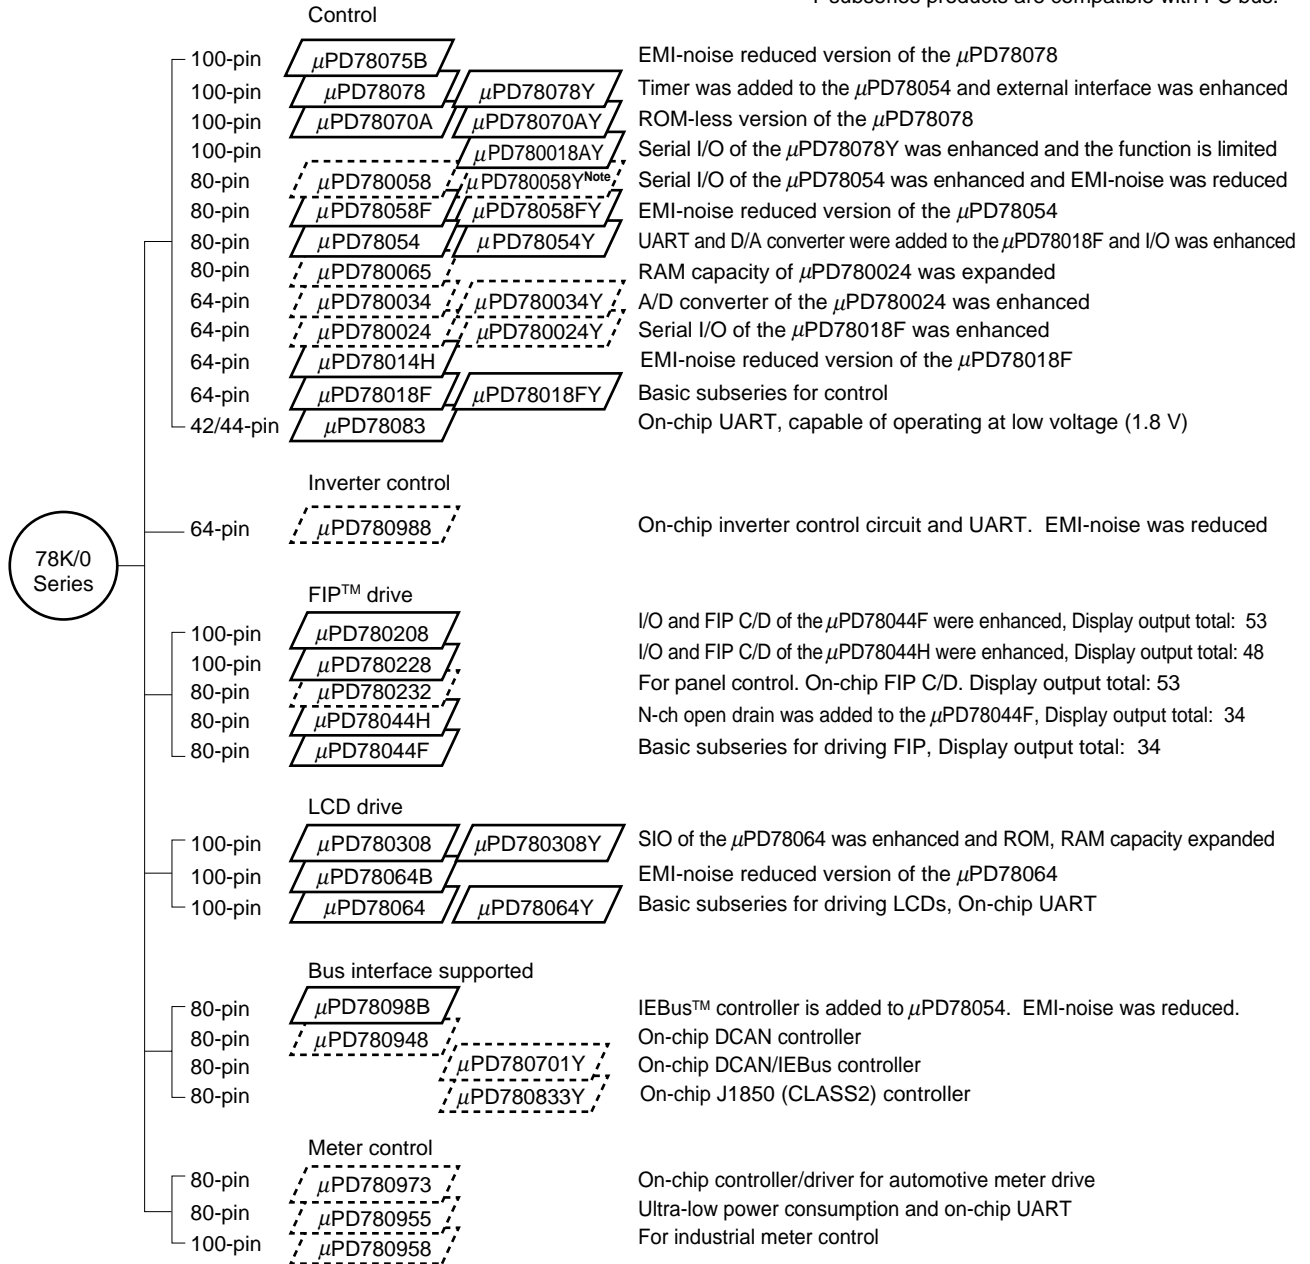 Y subseries products are compatible with I²C bus.
Control
100-pin μPD78075B EMI-noise reduced version of the μPD78078
100-pin μPD78078 μPD78078Y Timer was added to the μPD78054 and external interface was enhanced
100-pin μPD78070A μPD78070AY ROM-less version of the μPD78078
100-pin μPD780018AY Serial I/O of the μPD78078Y was enhanced and the function is limited
80-pin μPD780058 μPD780058Y Note Serial I/O of the μPD78054 was enhanced and EMI-noise was reduced
80-pin μPD78058F μPD78058FY EMI-noise reduced version of the μPD78054
80-pin μPD78054 μPD78054Y UART and D/A converter were added to the μPD78018F and I/O was enhanced
80-pin μPD780065 RAM capacity of μPD780024 was expanded
64-pin μPD780034 μPD780034Y A/D converter of the μPD780024 was enhanced
64-pin μPD780024 μPD780024Y Serial I/O of the μPD78018F was enhanced
64-pin μPD78014H EMI-noise reduced version of the μPD78018F
64-pin μPD78018F μPD78018FY Basic subseries for control
42/44-pin μPD78083 On-chip UART, capable of operating at low voltage (1.8 V)
Inverter control
64-pin μPD780988 On-chip inverter control circuit and UART. EMI-noise was reduced
78K/0
Series
FIP™ drive
100-pin μPD780208 I/O and FIP C/D of the μPD78044F were enhanced, Display output total: 53
100-pin μPD780228 I/O and FIP C/D of the μPD78044H were enhanced, Display output total: 48
80-pin μPD780232 For panel control. On-chip FIP C/D. Display output total: 53
80-pin μPD78044H N-ch open drain was added to the μPD78044F, Display output total: 34
80-pin μPD78044F Basic subseries for driving FIP, Display output total: 34
LCD drive
100-pin μPD780308 μPD780308Y SIO of the μPD78064 was enhanced and ROM, RAM capacity expanded
100-pin μPD78064B EMI-noise reduced version of the μPD78064
100-pin μPD78064 μPD78064Y Basic subseries for driving LCDs, On-chip UART
Bus interface supported
80-pin μPD78098B IEBus™ controller is added to μPD78054. EMI-noise was reduced.
80-pin μPD780948 On-chip DCAN controller
80-pin μPD780701Y On-chip DCAN/IEBus controller
80-pin μPD780833Y On-chip J1850 (CLASS2) controller
Meter control
80-pin μPD780973 On-chip controller/driver for automotive meter drive
80-pin μPD780955 Ultra-low power consumption and on-chip UART
100-pin μPD780958 For industrial meter control